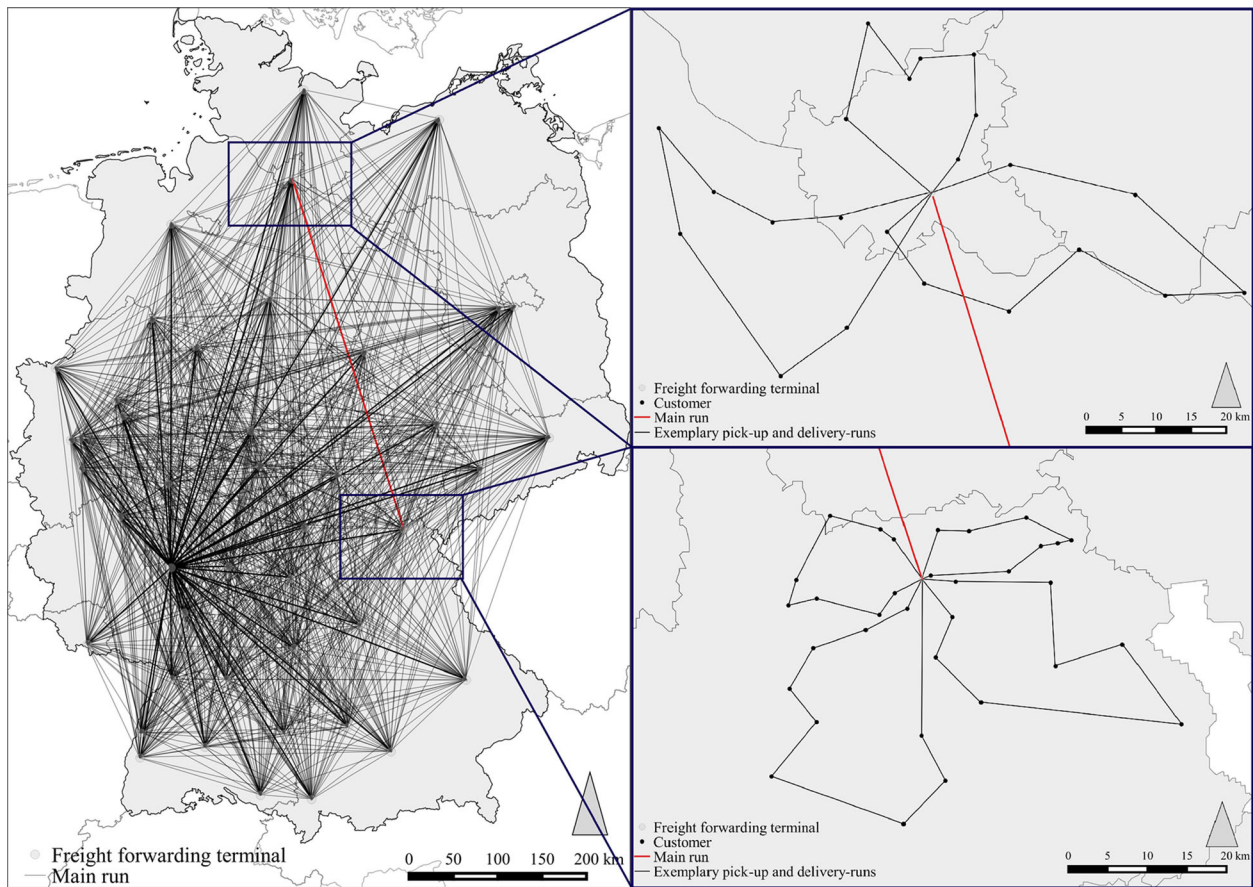 Freight forwarding terminal
Main run
0 50 100 150 200 km
Freight forwarding terminal
Customer
Main run
Exemplary pick-up and delivery-runs
0 5 10 15 20 km
Freight forwarding terminal
Customer
Main run
Exemplary pick-up and delivery-runs
0 5 10 15 20 km